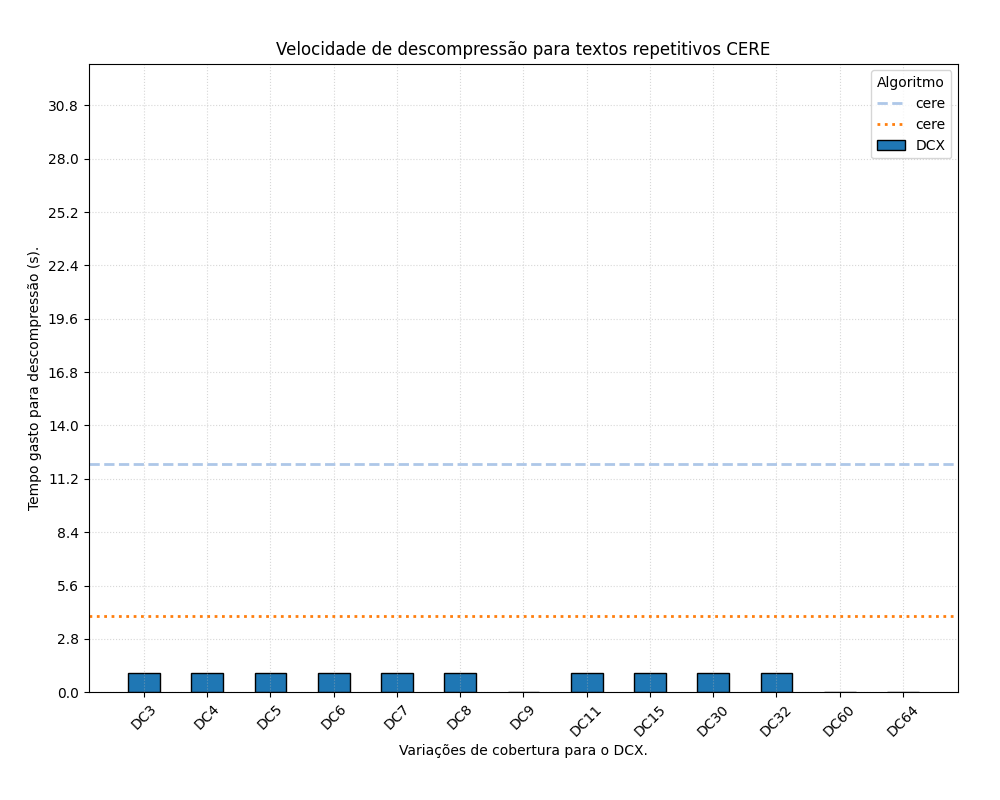 Velocidade de descompressão para textos repetitivos CERE
Algoritmo
cere
cere
DCX
Tempo gasto para descompressão (s).
30.8
28.0
25.2
22.4
19.6
16.8
14.0
11.2
8.4
5.6
2.8
0.0
DC3
DC4
DC5
DC6
DC7
DC8
DC9
DC11
DC15
DC30
DC32
DC60
DC64
Variações de cobertura para o DCX.